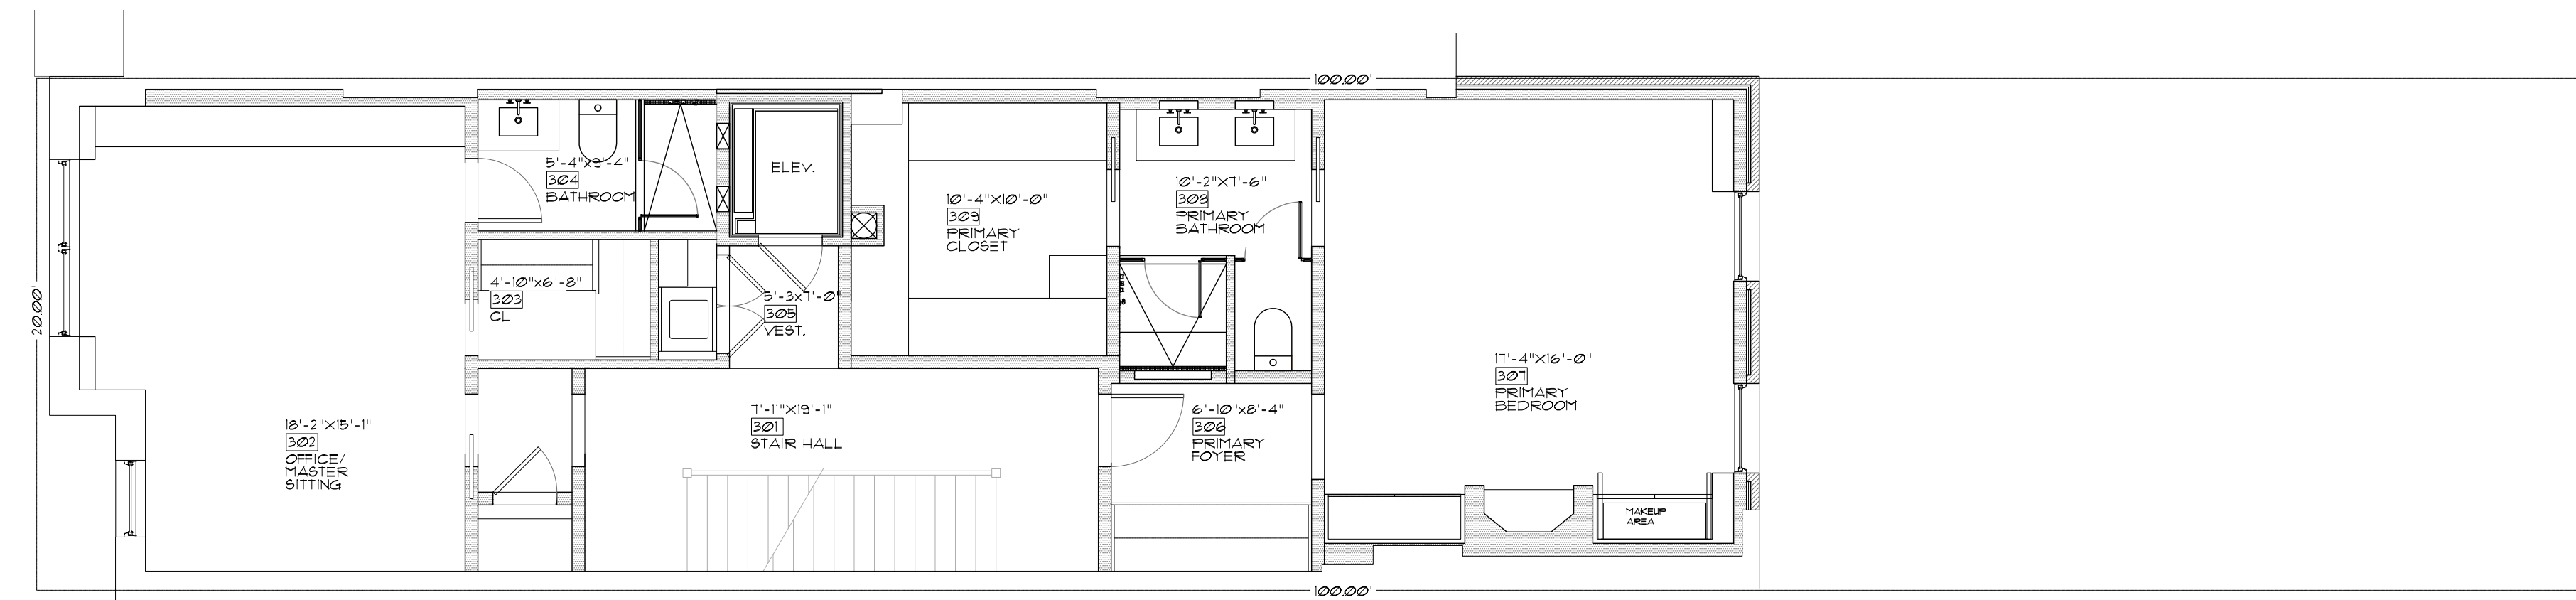 100.00'
5'-4"x9'-4"
304
BATHROOM
ELEV.
10'-4"X10'-0"
309
PRIMARY
CLOSET
10'-2"X7'-6"
308
PRIMARY
BATHROOM
20.00'
4'-10"x6'-8"
303
CL
5'-3x7'-0"
305
VEST.
17'-4"X16'-0"
307
PRIMARY
BEDROOM
18'-2"X15'-1"
302
OFFICE/
MASTER
SITTING
7'-11"X19'-1"
301
STAIR HALL
6'-10"x8'-4"
306
PRIMARY
FOYER
MAKEUP
AREA
100.00'